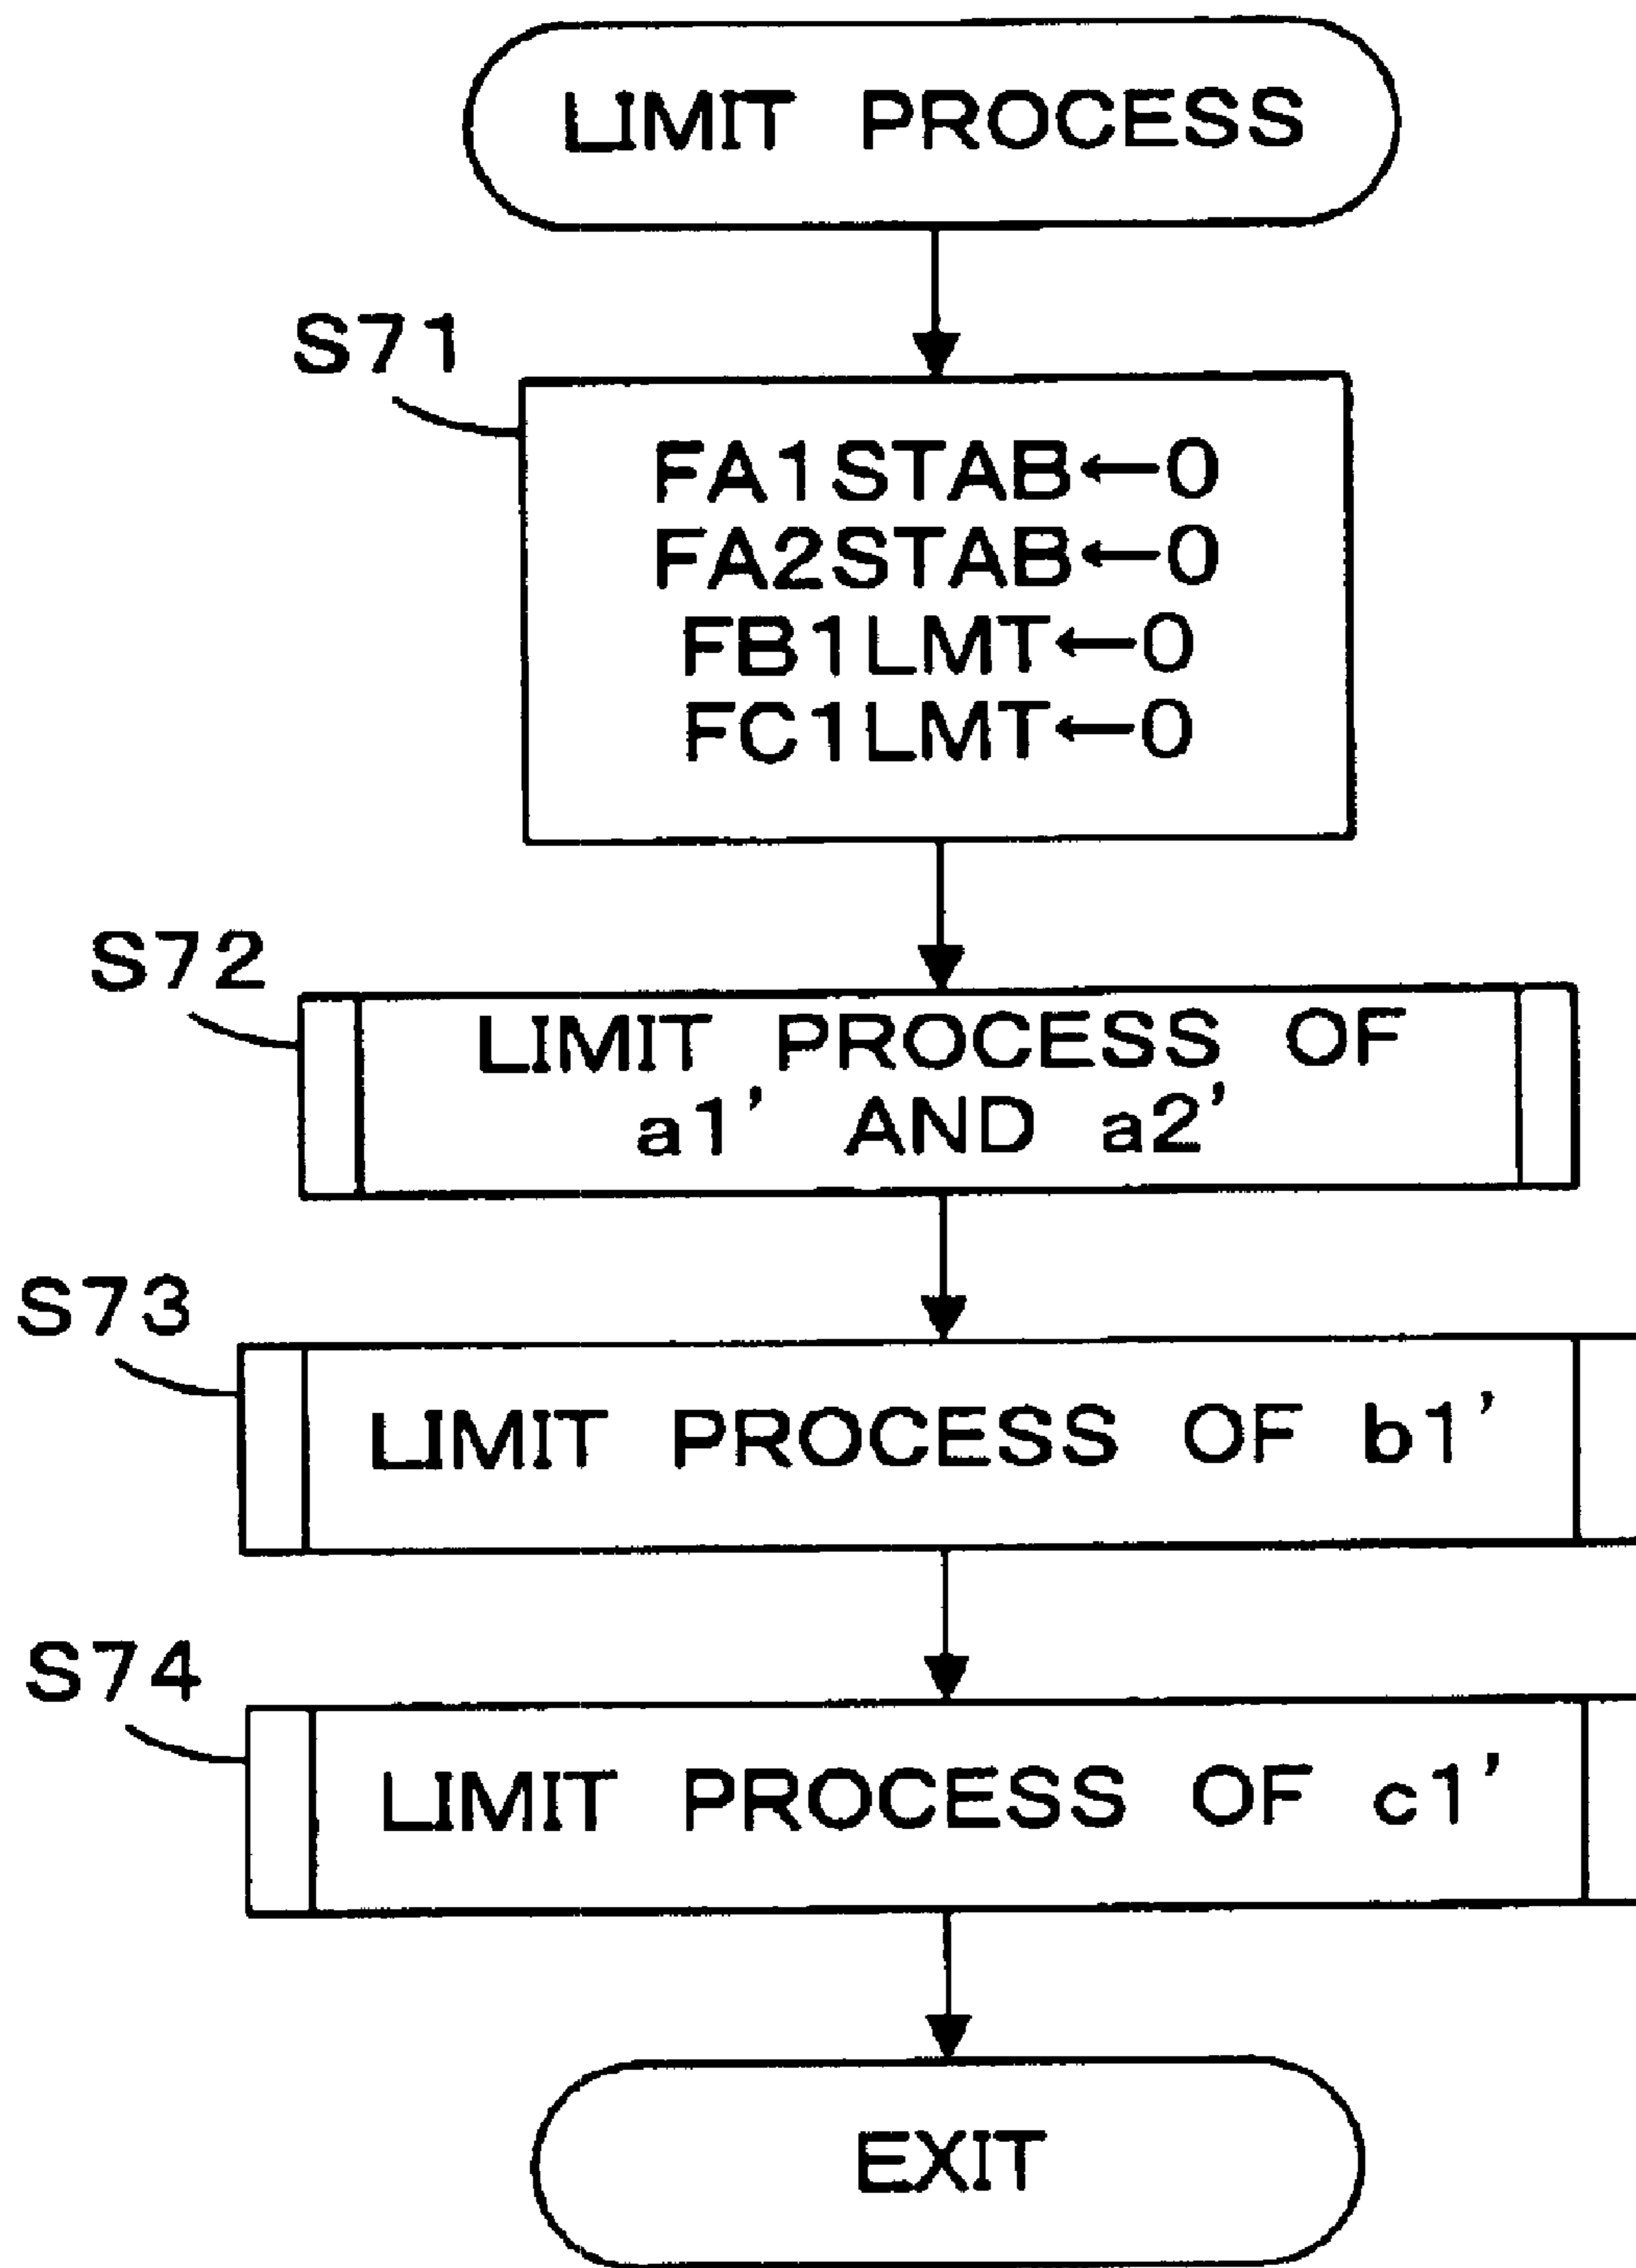 LIMIT PROCESS
S71
FA1STAB←0
FA2STAB←0
FB1LMT←0
FC1LMT←0
S72
LIMIT PROCESS OF
a1' AND a2'
S73
LIMIT PROCESS OF b1'
S74
LIMIT PROCESS OF c1'
EXIT